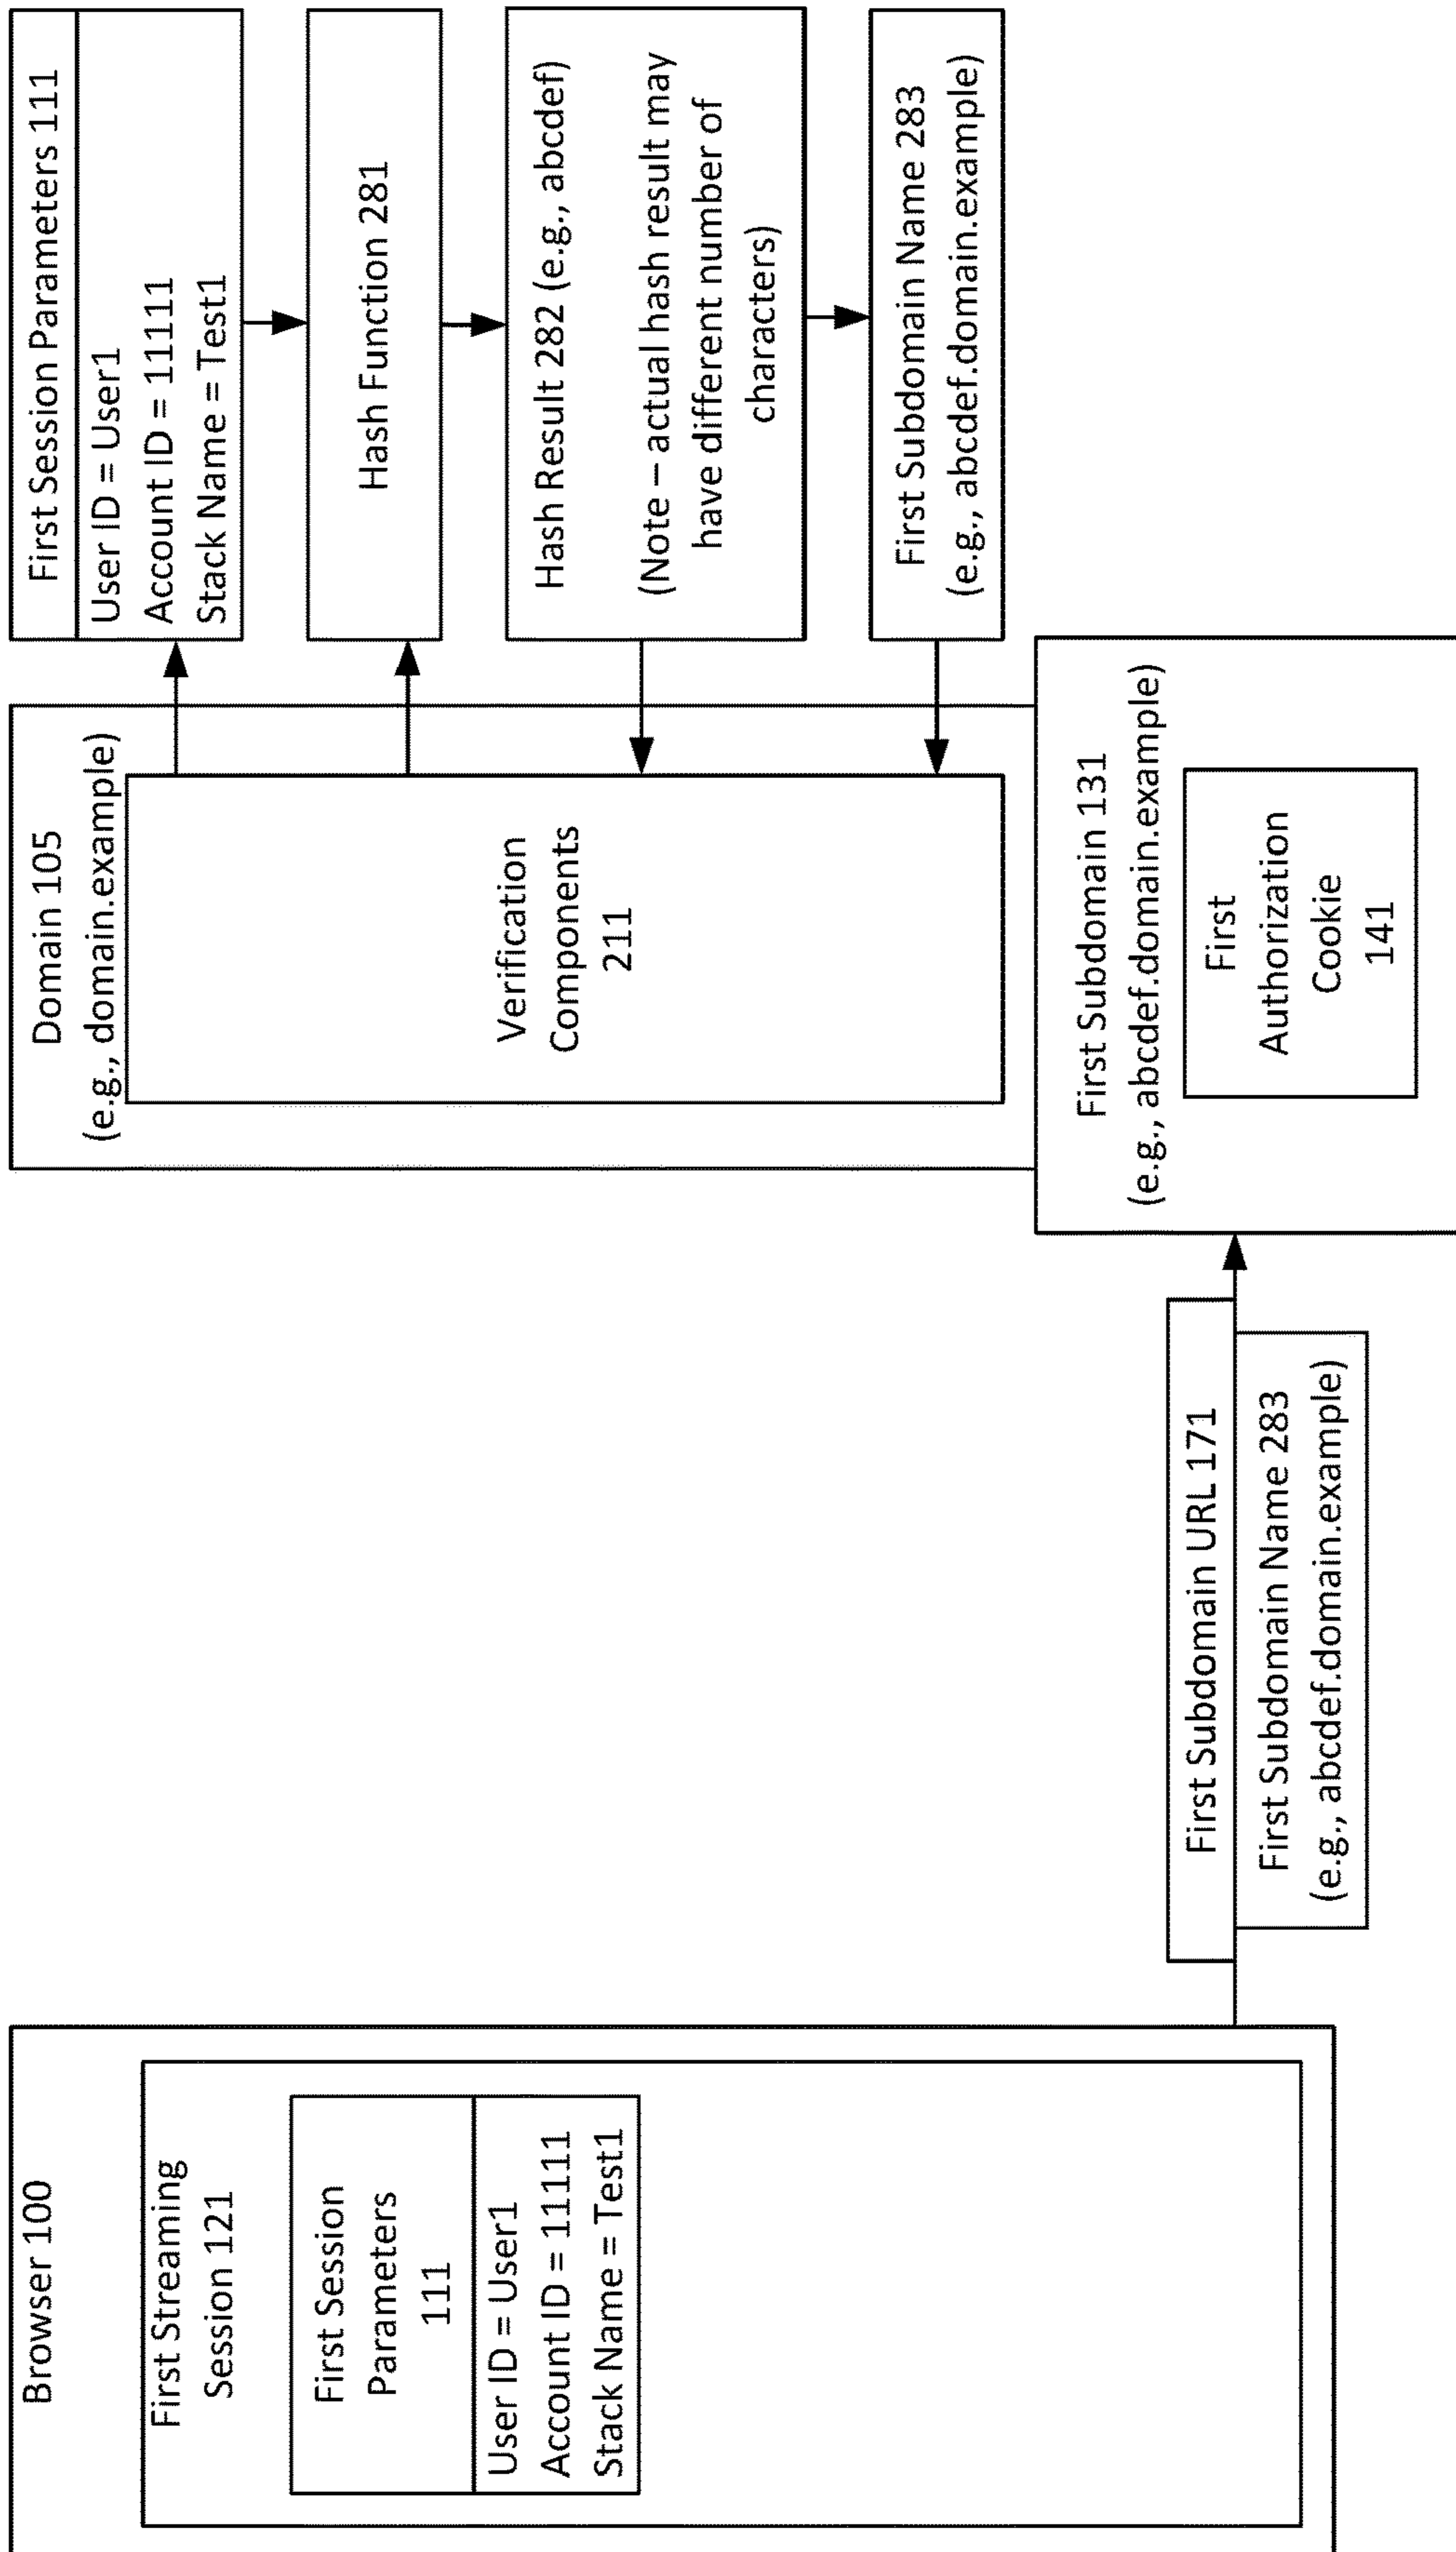 Browser 100
First Streaming
Session 121
First Session
Parameters
111
User ID = User1
Account ID = 11111
Stack Name = Test1
First Subdomain URL 171
First Subdomain Name 283
(e.g., abcdef.domain.example)
Domain 105
(e.g., domain.example)
Verification
Components
211
First Subdomain 131
(e.g., abcdef.domain.example)
First
Authorization
Cookie
141
First Session Parameters 111
User ID = User1
Account ID = 11111
Stack Name = Test1
Hash Function 281
Hash Result 282 (e.g., abcdef)
(Note – actual hash result may
have different number of
characters)
First Subdomain Name 283
(e.g., abcdef.domain.example)